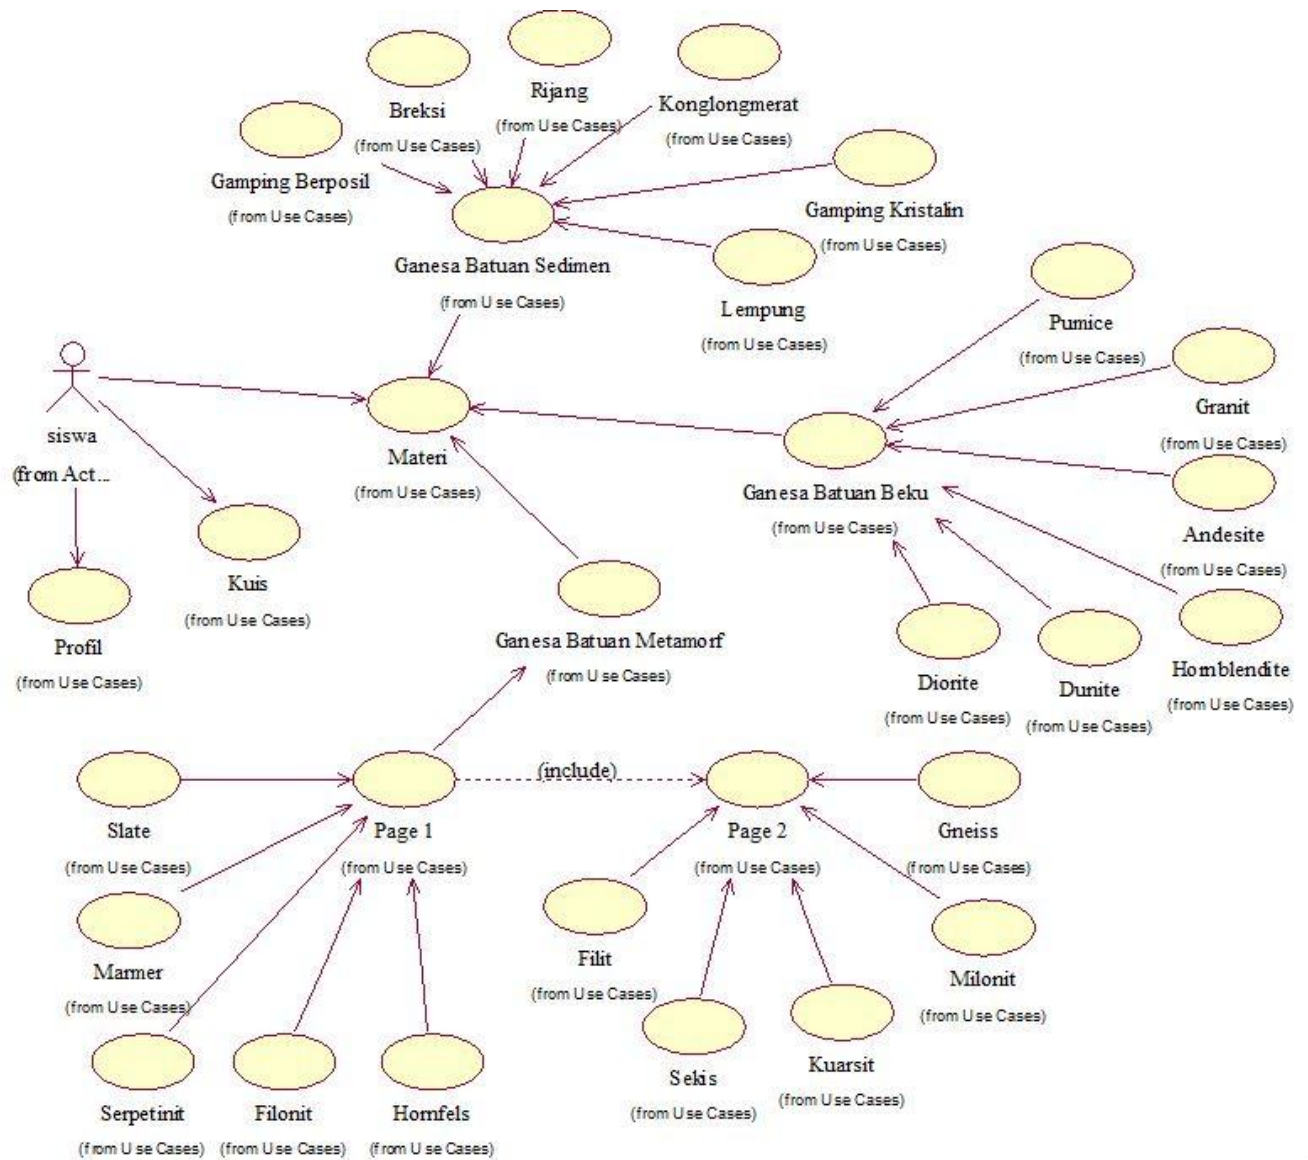 Rijang
(from Use Cases)
Breksi
(from Use Cases)
Konglongmerat
(from Use Cases)
Gamping Berposil
(from Use Cases)
Gamping Kristalin
(from Use Cases)
Ganesa Batuan Sedimen
(from Use Cases)
Lempung
(from Use Cases)
Pumice
(from Use Cases)
Granit
(from Use Cases)
siswa
(from Act...
Materi
(from Use Cases)
Ganesa Batuan Beku
(from Use Cases)
Andesite
(from Use Cases)
Kuis
(from Use Cases)
Profil
(from Use Cases)
Ganesa Batuan Metamorf
(from Use Cases)
Diorite
(from Use Cases)
Dunite
(from Use Cases)
Hornblendite
(from Use Cases)
(include)
Slate
(from Use Cases)
Page 1
(from Use Cases)
Page 2
(from Use Cases)
Gneiss
(from Use Cases)
Marmer
(from Use Cases)
Filit
(from Use Cases)
Milonit
(from Use Cases)
Sekis
(from Use Cases)
Kuarsit
(from Use Cases)
Serpetinit
(from Use Cases)
Filonit
(from Use Cases)
Hornfels
(from Use Cases)